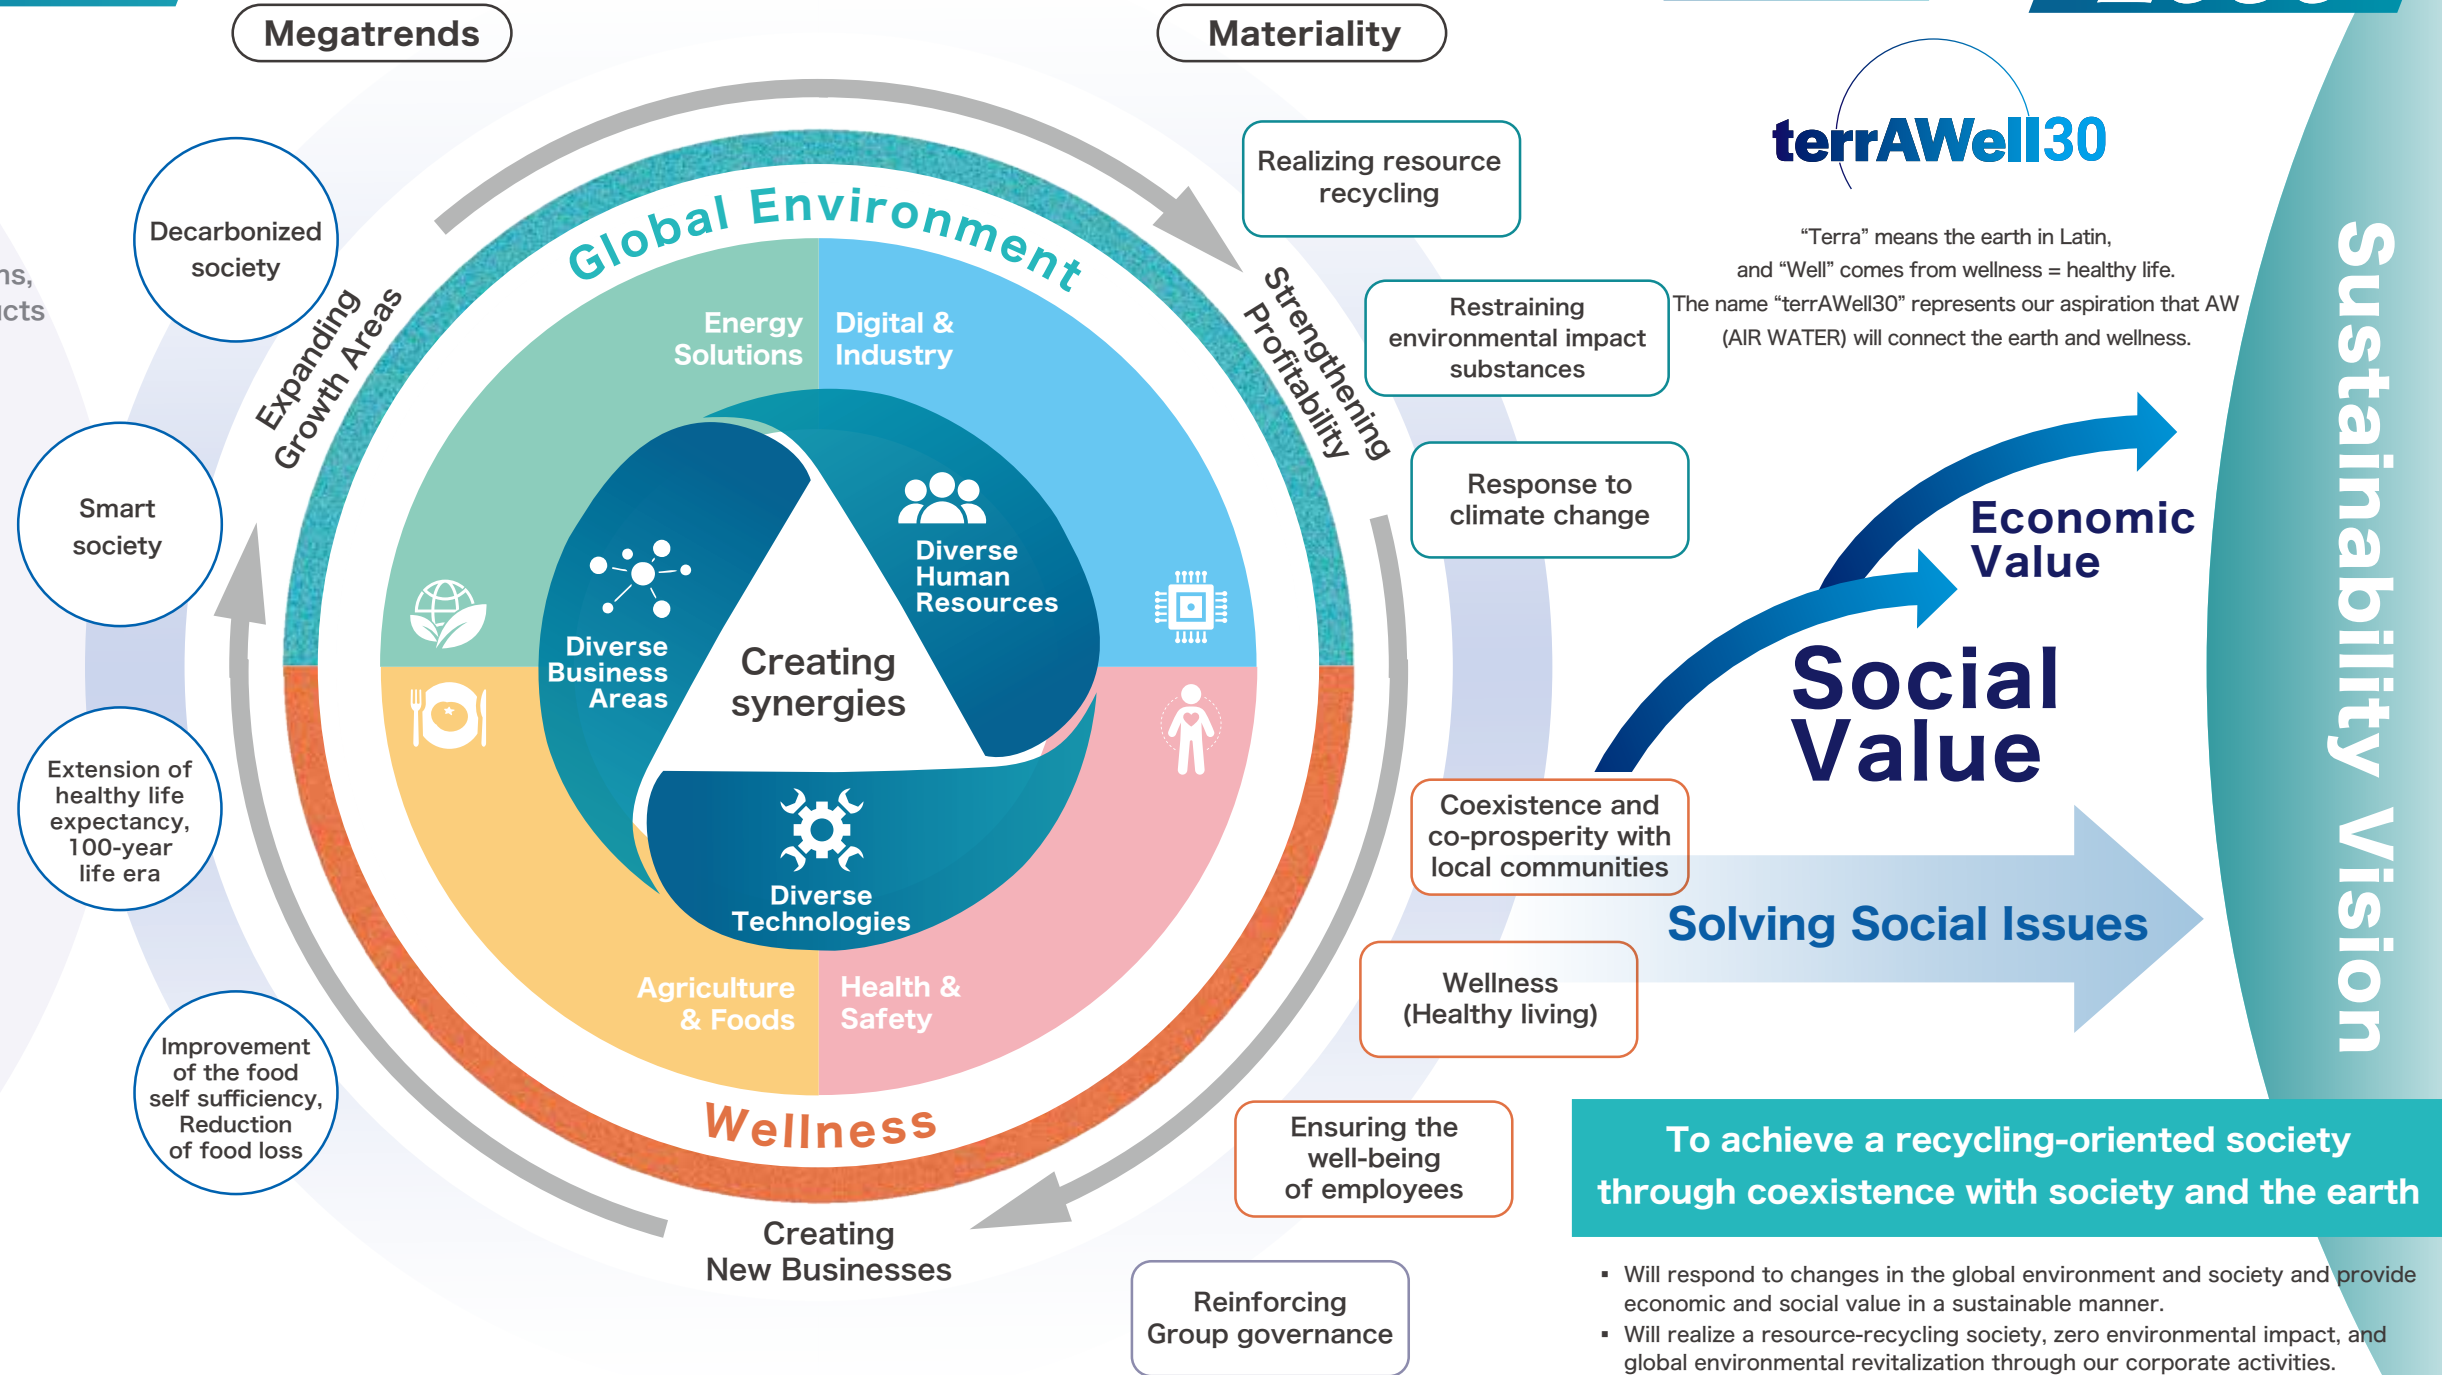 Megatrends
Materiality
Decarbonized
society
Smart
society
Extension of
healthy life
expectancy,
100-year
life era
Improvement
of the food
self sufficiency,
Reduction
of food loss
Expanding
Growth Areas
Strengthening
Profitability
Creating
New Businesses
Global Environment
Energy
Solutions
Digital &
Industry
Diverse
Human
Resources
Diverse
Business
Areas
Creating
synergies
Diverse
Technologies
Agriculture
& Foods
Health &
Safety
Wellness
Realizing resource
recycling
Restraining
environmental impact
substances
Response to
climate change
Coexistence and
co-prosperity with
local communities
Wellness
(Healthy living)
Ensuring the
well-being
of employees
Reinforcing
Group governance
terrAWell30
“Terra” means the earth in Latin,
and “Well” comes from wellness = healthy life.
The name “terrAWell30” represents our aspiration that AW
(AIR WATER) will connect the earth and wellness.
Economic
Value
Social
Value
Solving Social Issues
Sustainability Vision
To achieve a recycling-oriented society
through coexistence with society and the earth
▪ Will respond to changes in the global environment and society and provide
economic and social value in a sustainable manner.
▪ Will realize a resource-recycling society, zero environmental impact, and
global environmental revitalization through our corporate activities.